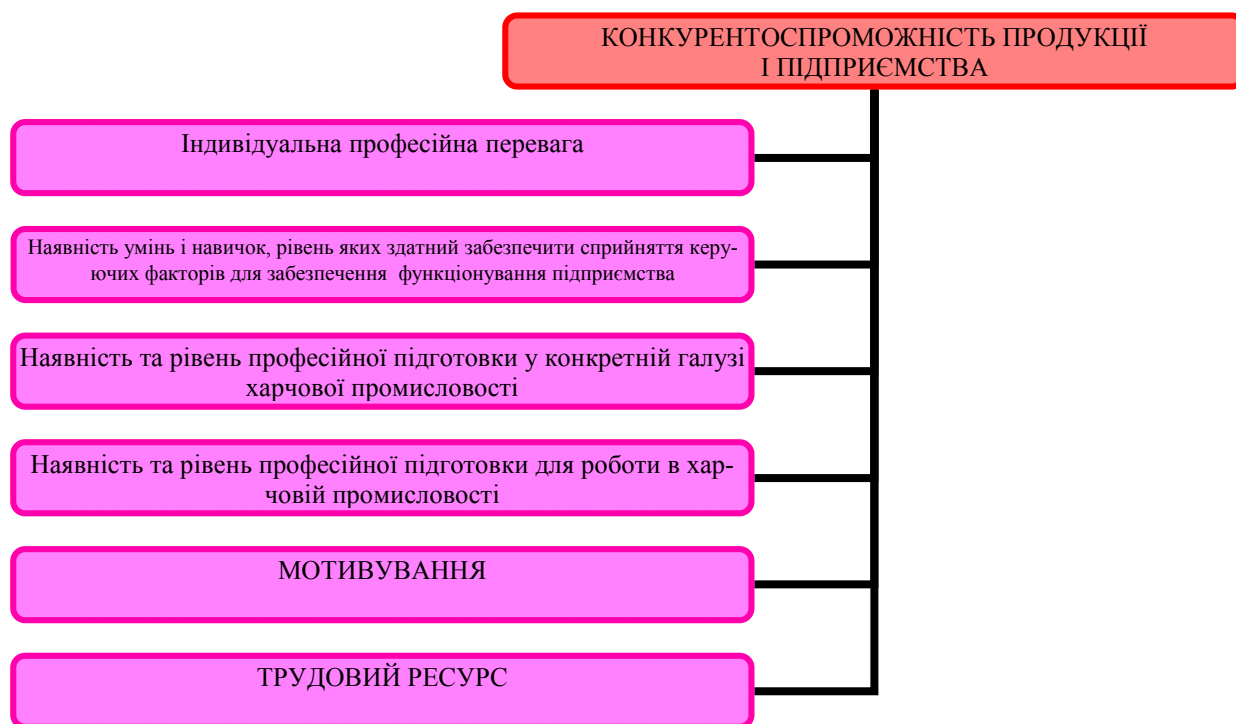 КОНКУРЕНТОСПРОМОЖНІСТЬ ПРОДУКЦІЇ
І ПІДПРИЄМСТВА
Індивідуальна професійна перевага
Наявність умінь і навичок, рівень яких здатний забезпечити сприйняття керу-
ючих факторів для забезпечення функціонування підприємства
Наявність та рівень професійної підготовки у конкретній галузі
харчової промисловості
Наявність та рівень професійної підготовки для роботи в хар-
човій промисловості
МОТИВУВАННЯ
ТРУДОВИЙ РЕСУРС